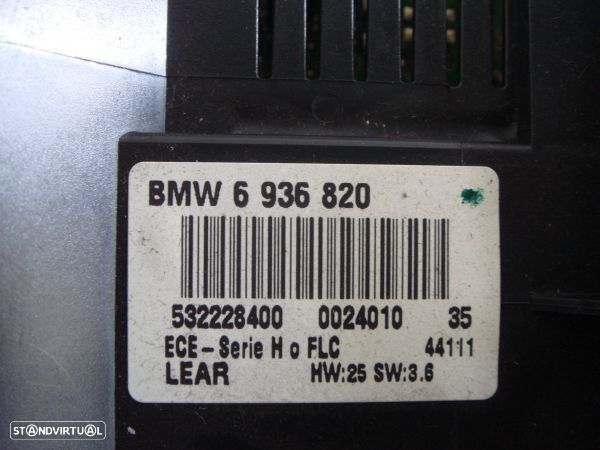 BMW 6 936 820
532228400 0024010 35
ECE-Serie H o FLC 44111
LEAR HW:25 SW:3.6
STANDVIRTUAL